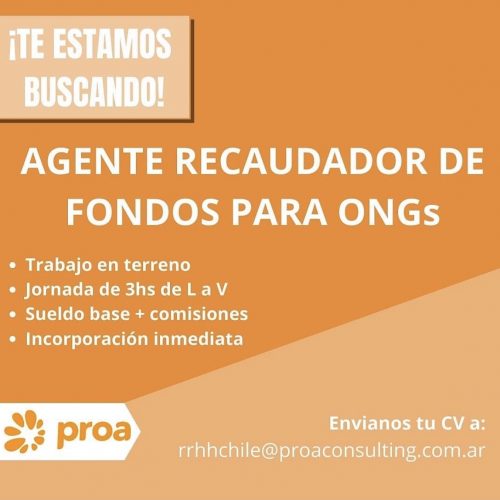 ¡TE ESTAMOS
BUSCANDO!
AGENTE RECAUDADOR DE
FONDOS PARA ONGs
• Trabajo en terreno
• Jornada de 3hs de L a V
• Sueldo base + comisiones
• Incorporación inmediata
proa
Envianos tu CV a:
rrhhchile@proaconsulting.com.ar